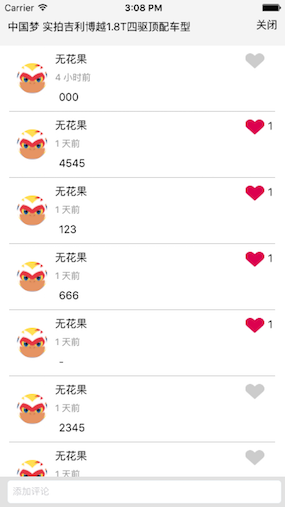 Carrier 3:08 PM
中国梦 实拍吉利博越1.8T四驱顶配车型 关闭
无花果
4 小时前
000
无花果 1
1 天前
4545
无花果 1
1 天前
123
无花果 1
1 天前
666
无花果 1
1 天前
-
无花果
1 天前
2345
无花果
1 天前
添加评论